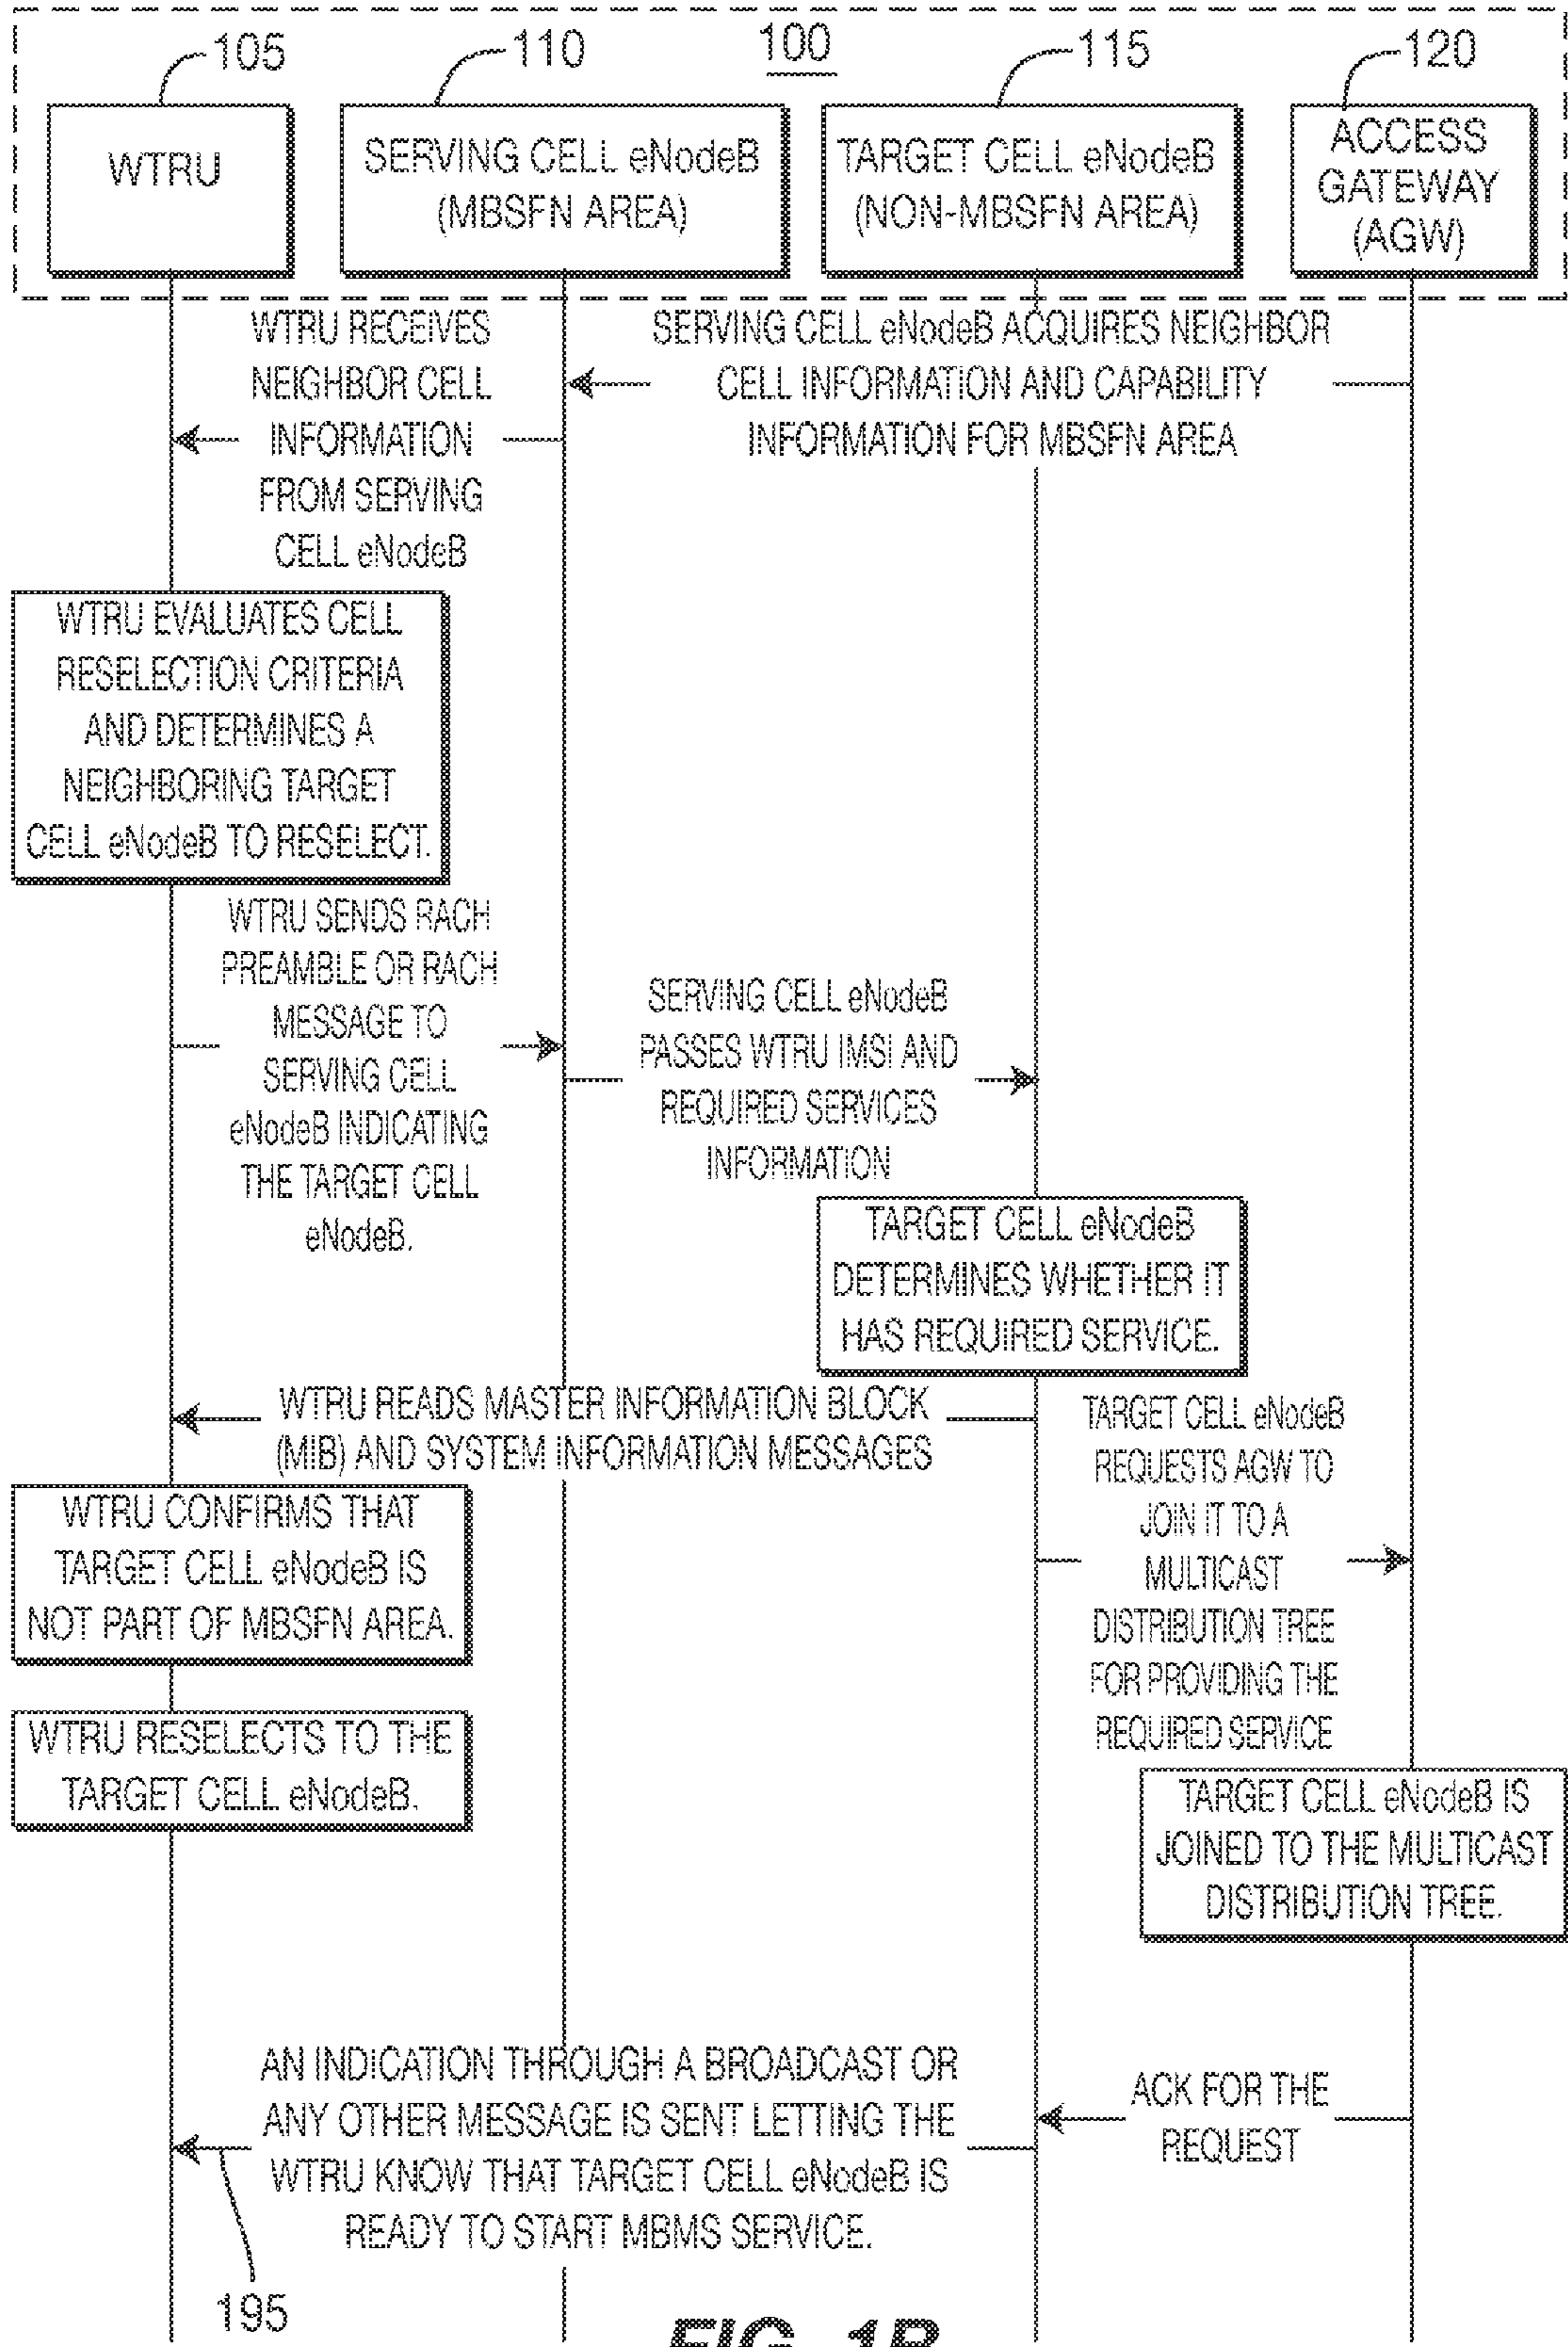 105
110
100
115
120
WTRU
SERVING CELL eNodeB
(MBSFN AREA)
TARGET CELL eNodeB
(NON-MBSFN AREA)
ACCESS
GATEWAY
(AGW)
WTRU RECEIVES
NEIGHBOR CELL
INFORMATION
FROM SERVING
CELL eNodeB
SERVING CELL eNodeB ACQUIRES NEIGHBOR
CELL INFORMATION AND CAPABILITY
INFORMATION FOR MBSFN AREA
WTRU EVALUATES CELL
RESELECTION CRITERIA
AND DETERMINES A
NEIGHBORING TARGET
CELL eNodeB TO RESELECT.
WTRU SENDS RACH
PREAMBLE OR RACH
MESSAGE TO
SERVING CELL
eNodeB INDICATING
THE TARGET CELL
eNodeB.
SERVING CELL eNodeB
PASSES WTRU IMSI AND
REQUIRED SERVICES
INFORMATION
TARGET CELL eNodeB
DETERMINES WHETHER IT
HAS REQUIRED SERVICE.
WTRU READS MASTER INFORMATION BLOCK
(MIB) AND SYSTEM INFORMATION MESSAGES
TARGET CELL eNodeB
REQUESTS AGW TO
JOIN IT TO A
MULTICAST
DISTRIBUTION TREE
FOR PROVIDING THE
REQUIRED SERVICE
WTRU CONFIRMS THAT
TARGET CELL eNodeB IS
NOT PART OF MBSFN AREA.
WTRU RESELECTS TO THE
TARGET CELL eNodeB.
TARGET CELL eNodeB IS
JOINED TO THE MULTICAST
DISTRIBUTION TREE.
AN INDICATION THROUGH A BROADCAST OR
ANY OTHER MESSAGE IS SENT LETTING THE
WTRU KNOW THAT TARGET CELL eNodeB IS
READY TO START MBMS SERVICE.
ACK FOR THE
REQUEST
195
FIG. 1B